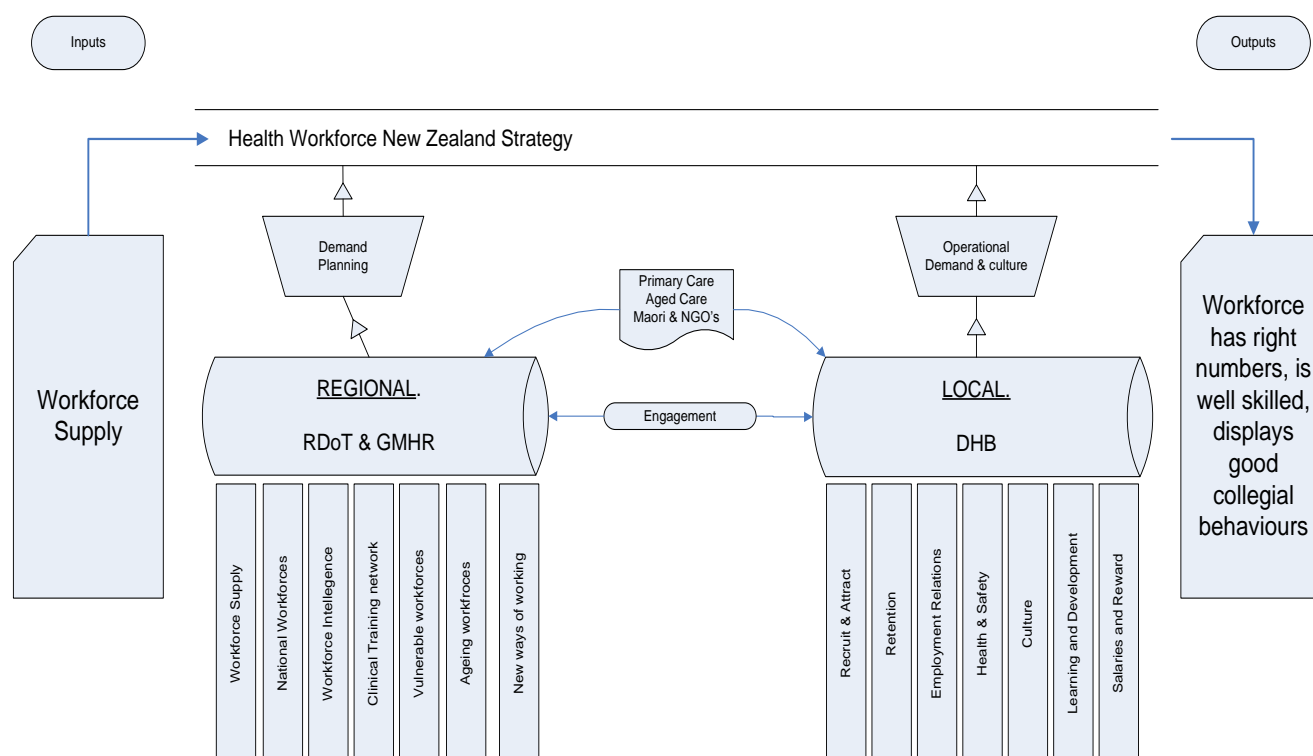 Inputs
Outputs
Health Workforce New Zealand Strategy
Demand
Planning
Operational
Demand & culture
Primary Care
Aged Care
Maori & NGO's
Workforce
Supply
REGIONAL.
RDoT & GMHR
Engagement
LOCAL.
DHB
Workforce
has right
numbers, is
well skilled,
displays
good
collegial
behaviours
Workforce Supply
National Workforces
Workforce Intellegence
Clinical Training network
Vulnerable workforces
Ageing workfroces
New ways of working
Recruit & Attract
Retention
Employment Relations
Health & Safety
Culture
Learning and Development
Salaries and Reward